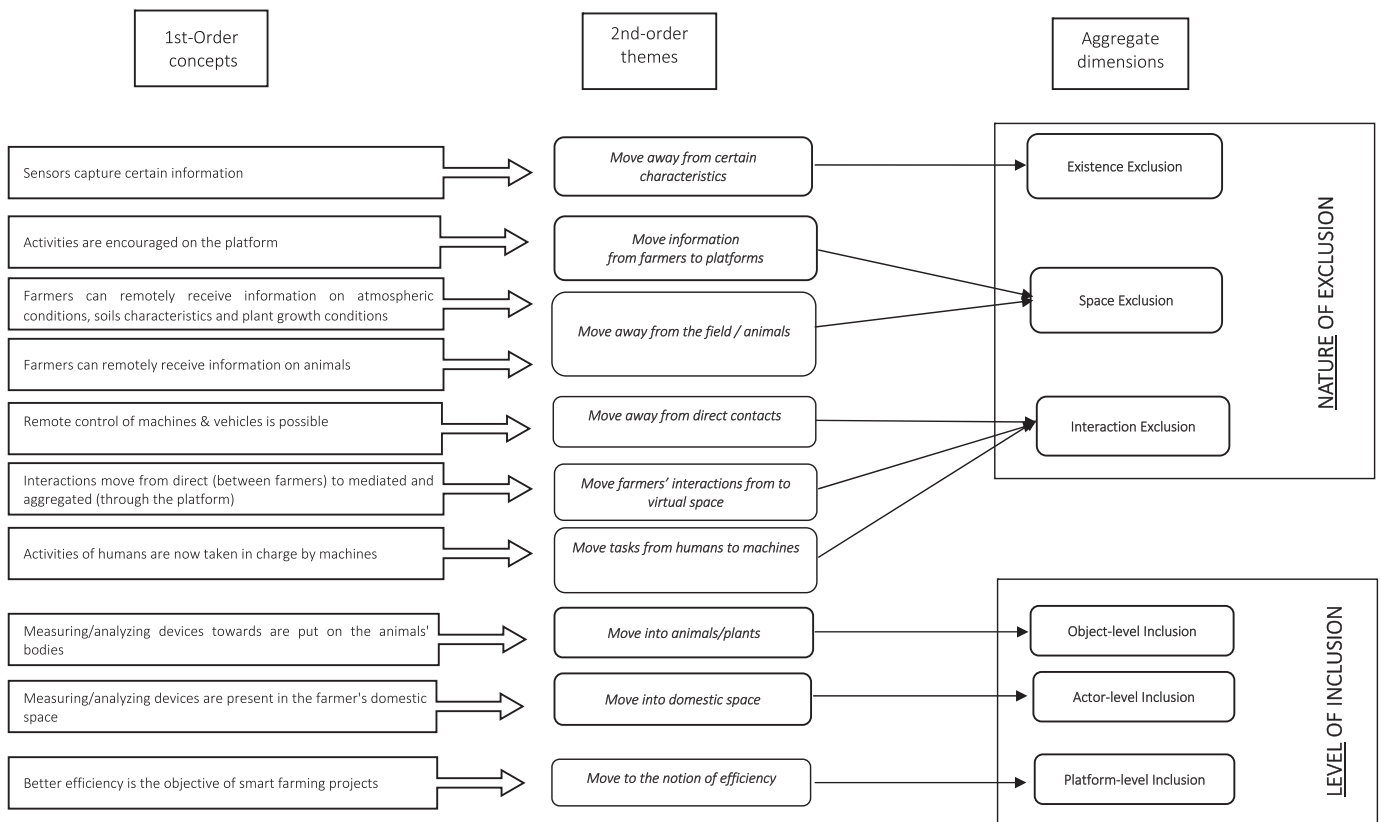 1st-Order
concepts
2nd-order
themes
Aggregate
dimensions
Sensors capture certain information
Move away from certain
characteristics
Existence Exclusion
Activities are encouraged on the platform
Move information
from farmers to platforms
Farmers can remotely receive information on atmospheric
conditions, soils characteristics and plant growth conditions
Move away from the field / animals
Space Exclusion
Farmers can remotely receive information on animals
Remote control of machines & vehicles is possible
Move away from direct contacts
Interaction Exclusion
Interactions move from direct (between farmers) to mediated and
aggregated (through the platform)
Move farmers' interactions from to
virtual space
Activities of humans are now taken in charge by machines
Move tasks from humans to machines
NATURE OF EXCLUSION
Measuring/analyzing devices towards are put on the animals'
bodies
Move into animals/plants
Object-level Inclusion
Measuring/analyzing devices are present in the farmer's domestic
space
Move into domestic space
Actor-level Inclusion
Better efficiency is the objective of smart farming projects
Move to the notion of efficiency
Platform-level Inclusion
LEVEL OF INCLUSION